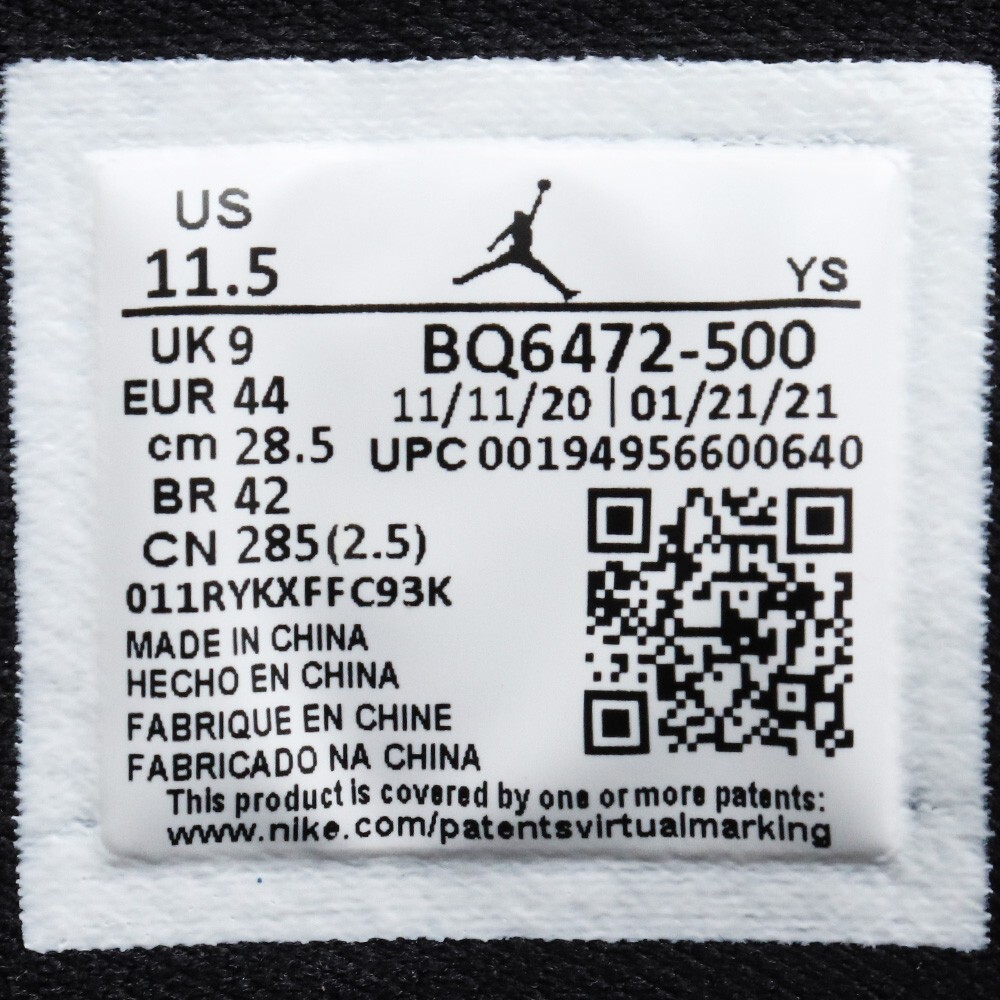 US
11.5
YS
UK 9
BQ6472-500
EUR 44
11/11/20 | 01/21/21
cm 28.5
UPC 00194956600640
BR 42
CN 285(2.5)
011RYKXFFC93K
MADE IN CHINA
HECHO EN CHINA
FABRIQUE EN CHINE
FABRICADO NA CHINA
This product is covered by one or more patents:
www.nike.com/patentsvirtualmarking